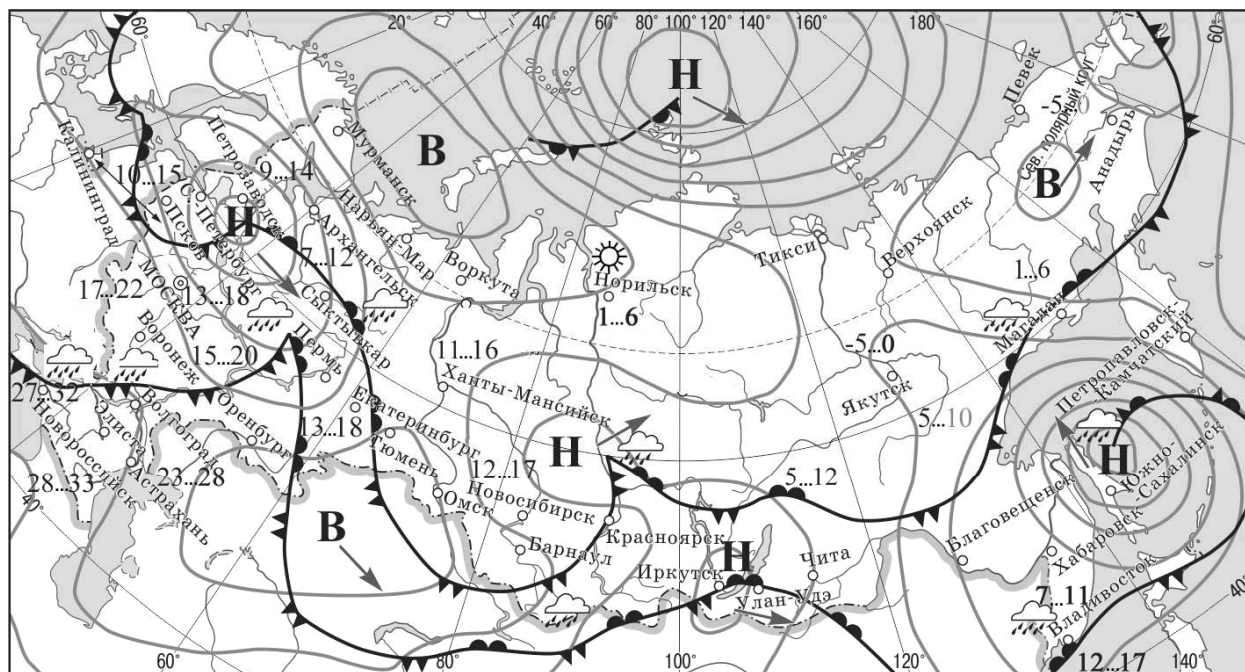 60°
20°
40°
60°
80°
100°
120°
140°
160°
180°
60°
Н
Певек
-5...0
Сев. полярный круг
Анадырь
В
В
Калининград
10...15
С.-Петербург
Петрозаводск
9...14
Мурманск
Псков
Н
Архангельск
7...12
Нарьян-Мар
Воркута
Норильск
1...6
Тикси
Верхоянск
1...6
Магадан
17...22
МОСКВА
13...18
Сыктывкар
Воронеж
15...20
Пермь
11...16
Ханты-Мансийск
-5...0
Якутск
5...10
Петропавловск-
-Камчатский
27...32
Новороссийск
Элиста
Волгоград
Оренбург
13...18
Екатеринбург
Тюмень
Н
12...17
5...12
Н
Южно-
-Сахалинск
28...33
Астрахань
23...28
Омск
Новосибирск
Красноярск
Благовещенск
Хабаровск
40°
В
Барнаул
Иркутск
Н
Чита
Улан-Удэ
7...11
Владивосток
12...17
40°
60°
80°
100°
120°
140°